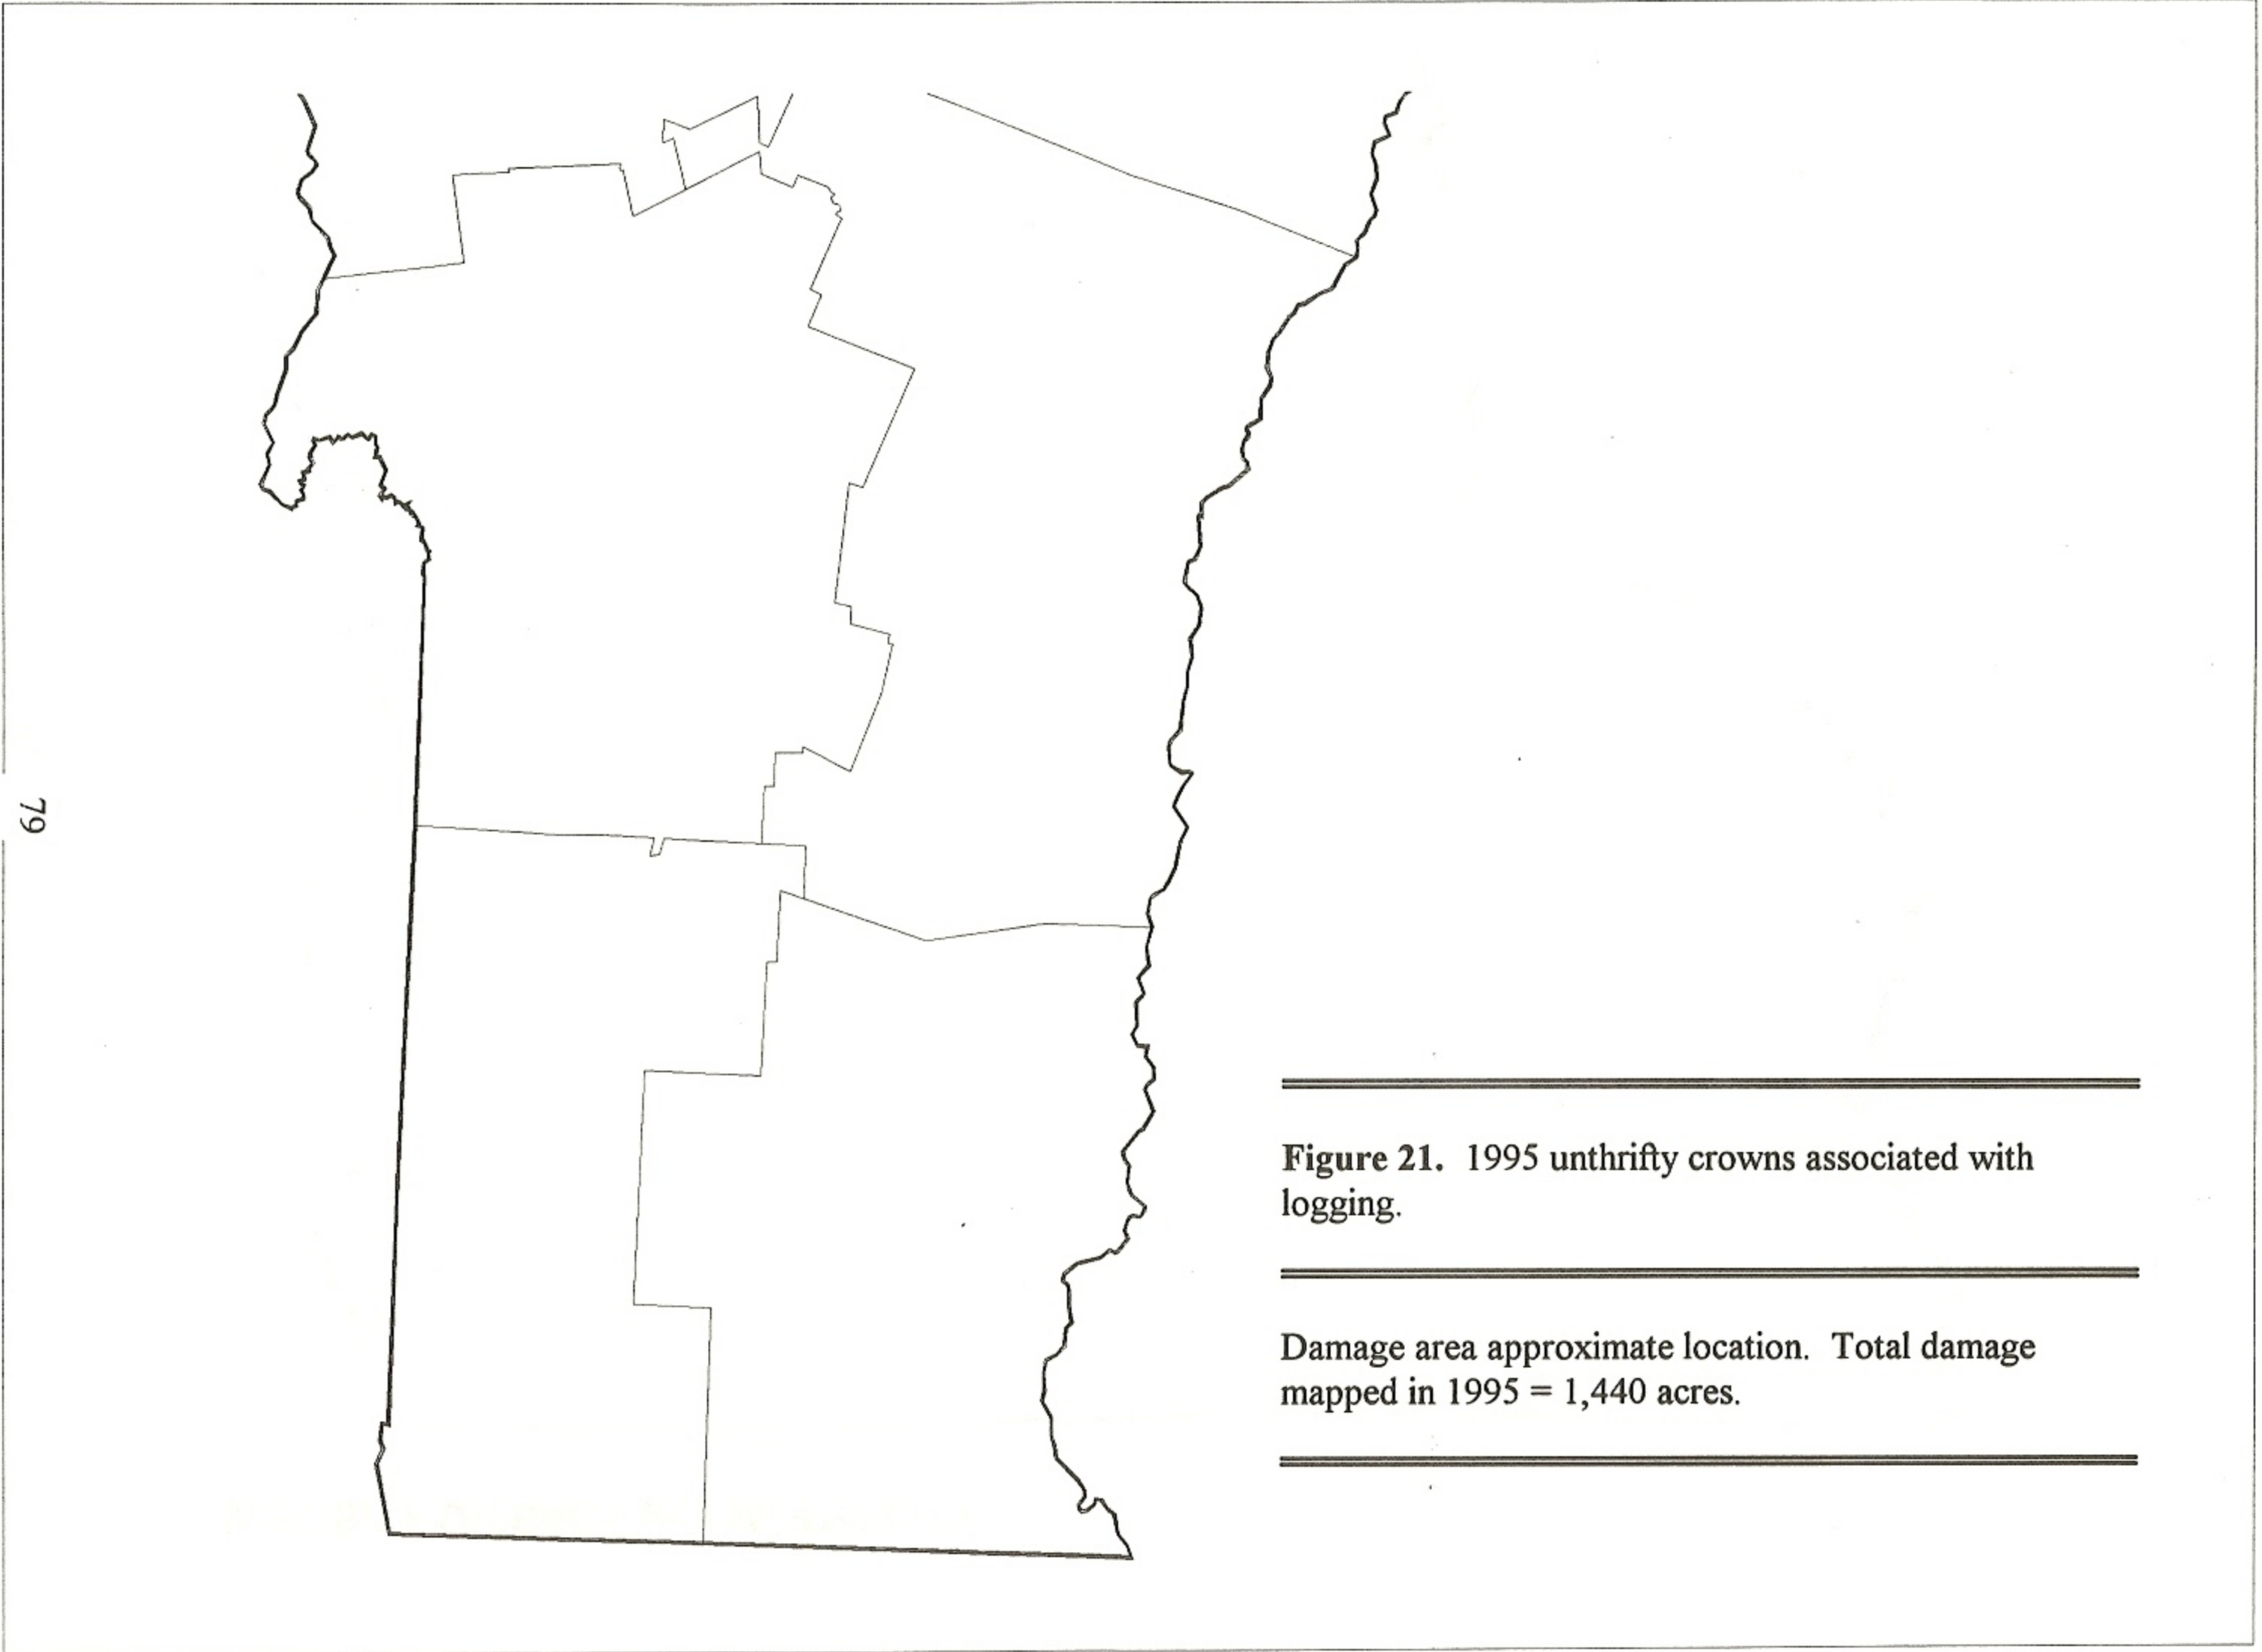 79
Figure 21. 1995 unthrifty crowns associated with
logging.
Damage area approximate location. Total damage
mapped in 1995 = 1,440 acres.